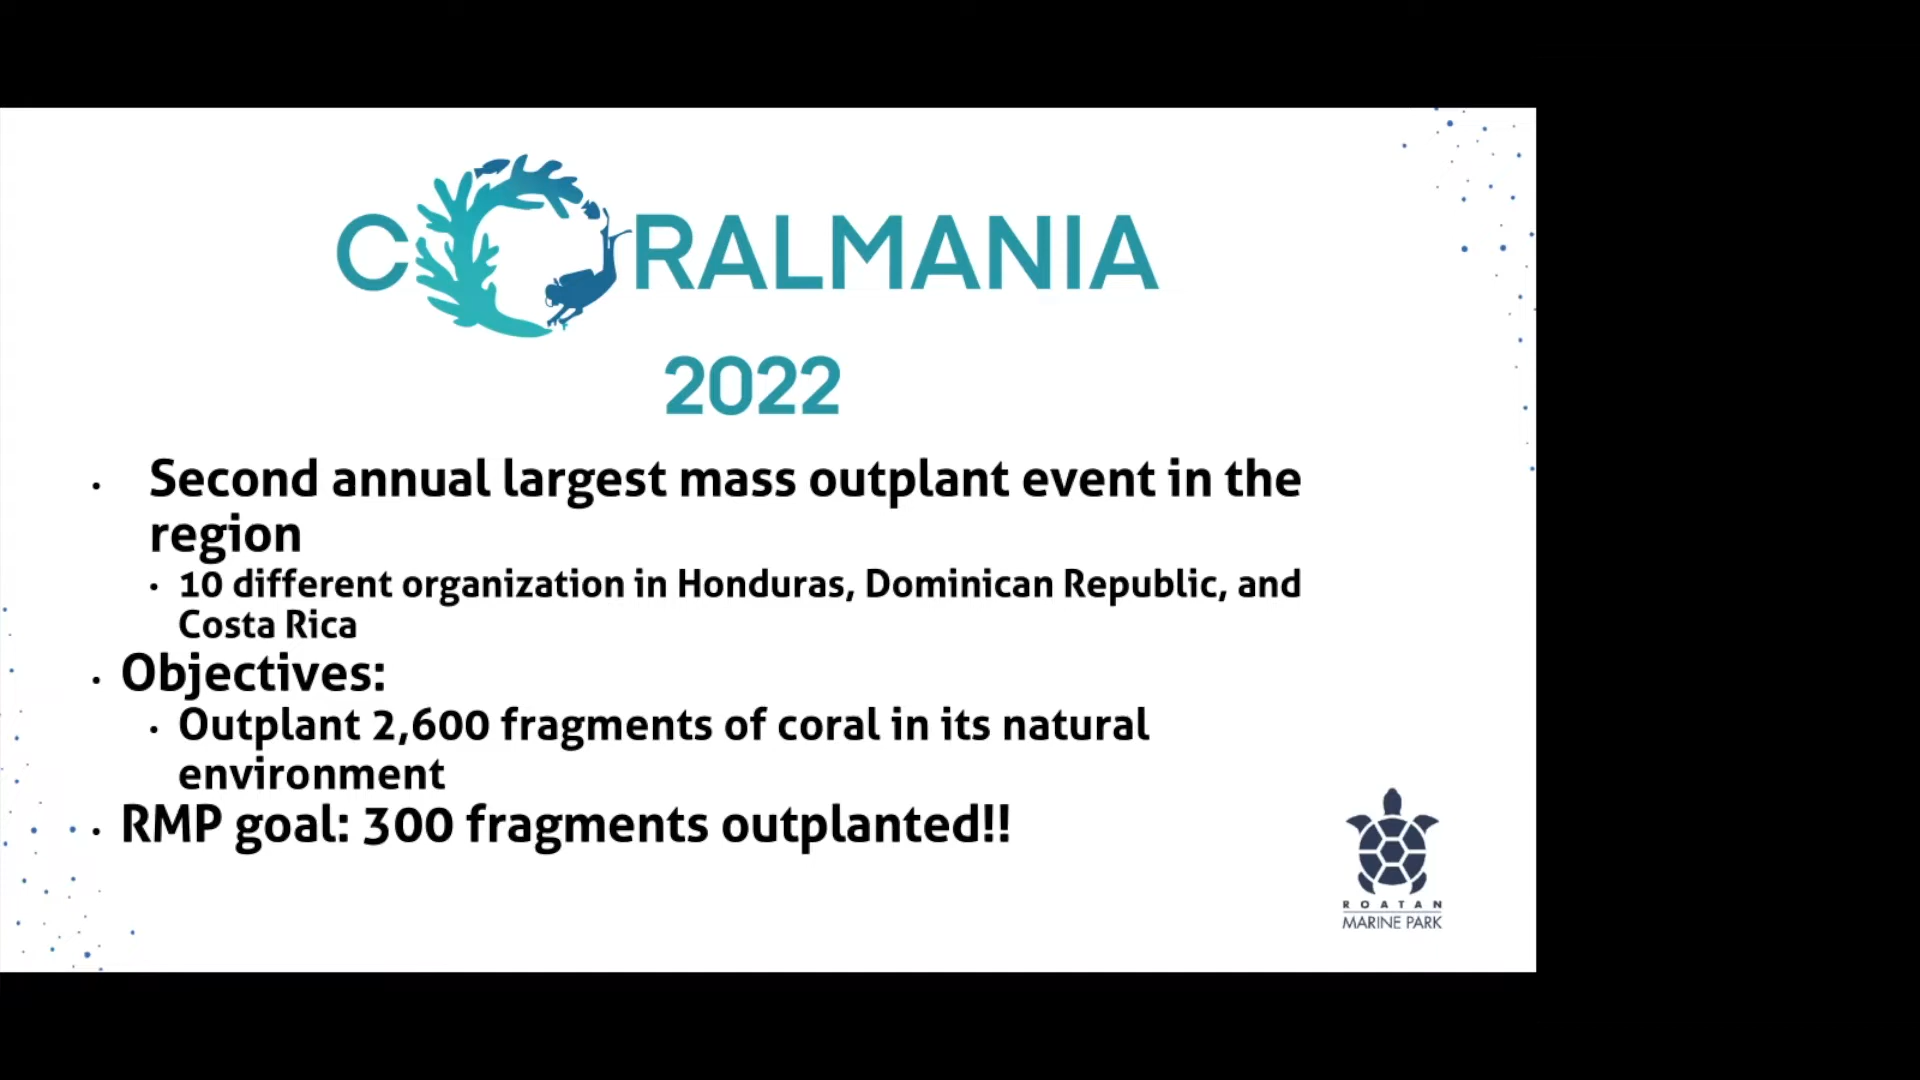 CORALMANIA
2022
• Second annual largest mass outplant event in the
region
• 10 different organization in Honduras, Dominican Republic, and
Costa Rica
• Objectives:
• Outplant 2,600 fragments of coral in its natural
environment
• RMP goal: 300 fragments outplanted!!
ROATAN
MARINE PARK